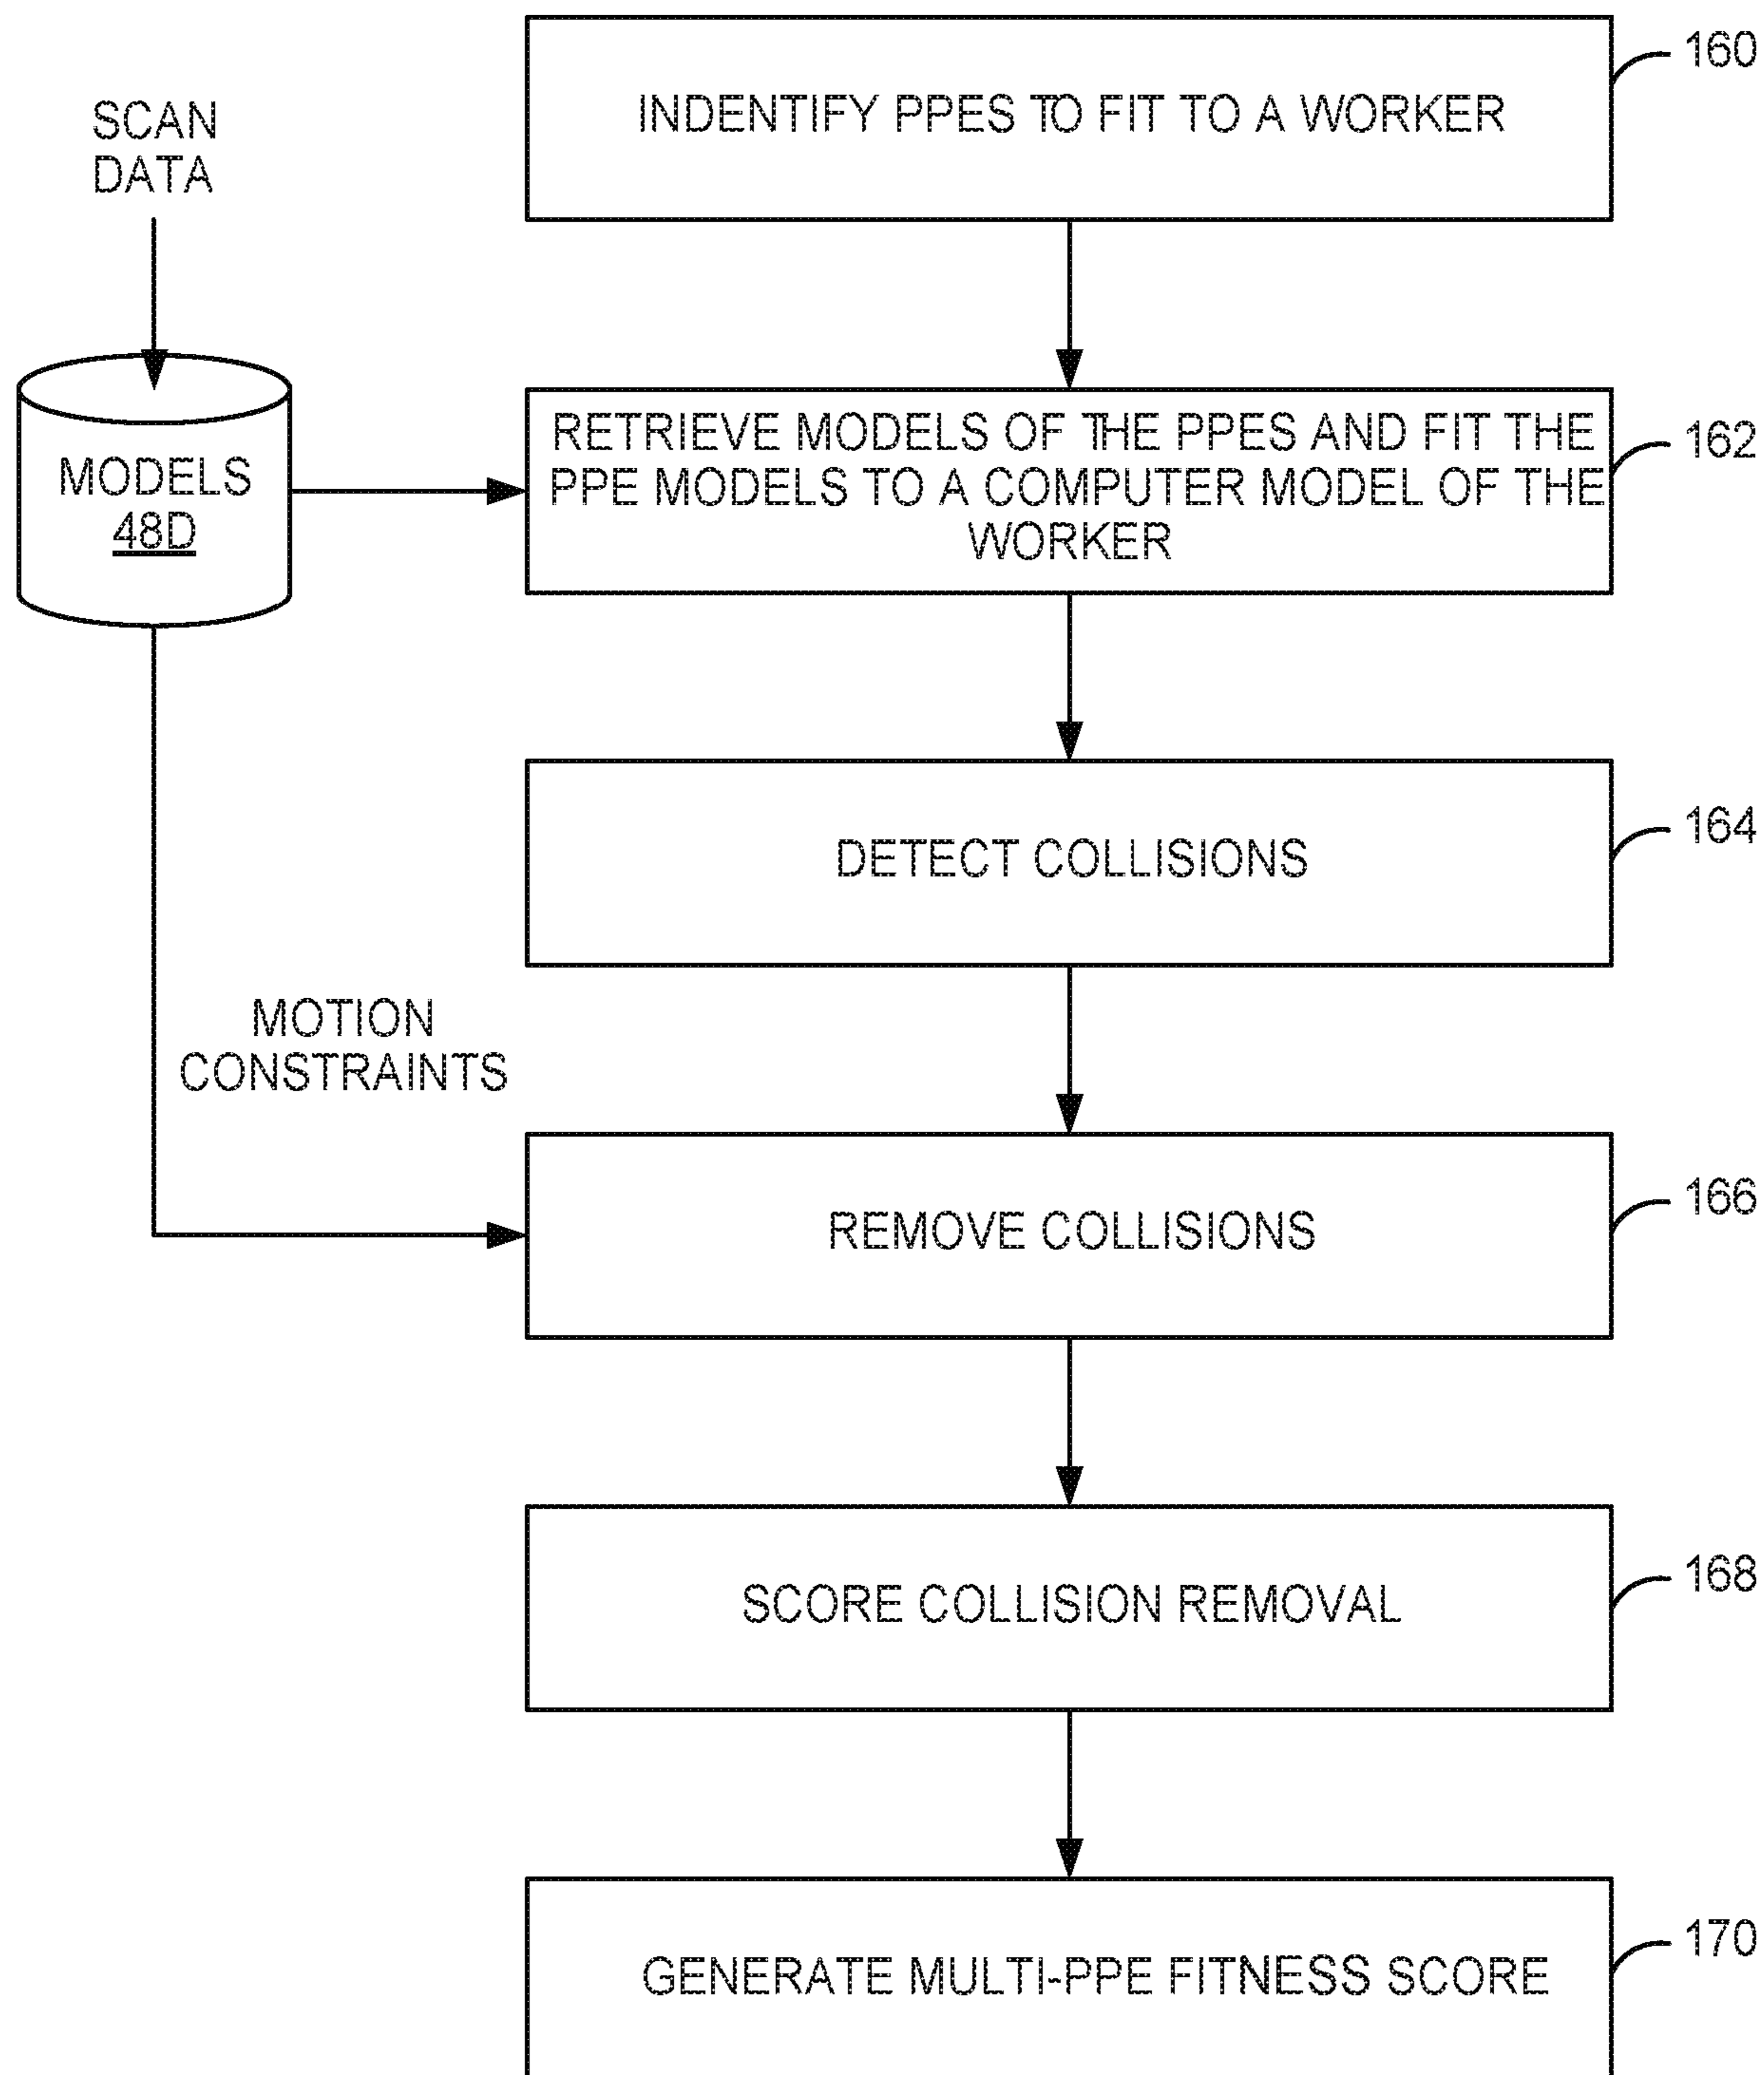 160
INDENTIFY PPES TO FIT TO A WORKER
SCAN
DATA
RETRIEVE MODELS OF THE PPES AND FIT THE
PPE MODELS TO A COMPUTER MODEL OF THE
WORKER
162
MODELS
48D
164
DETECT COLLISIONS
MOTION
CONSTRAINTS
166
REMOVE COLLISIONS
168
SCORE COLLISION REMOVAL
170
GENERATE MULTI-PPE FITNESS SCORE